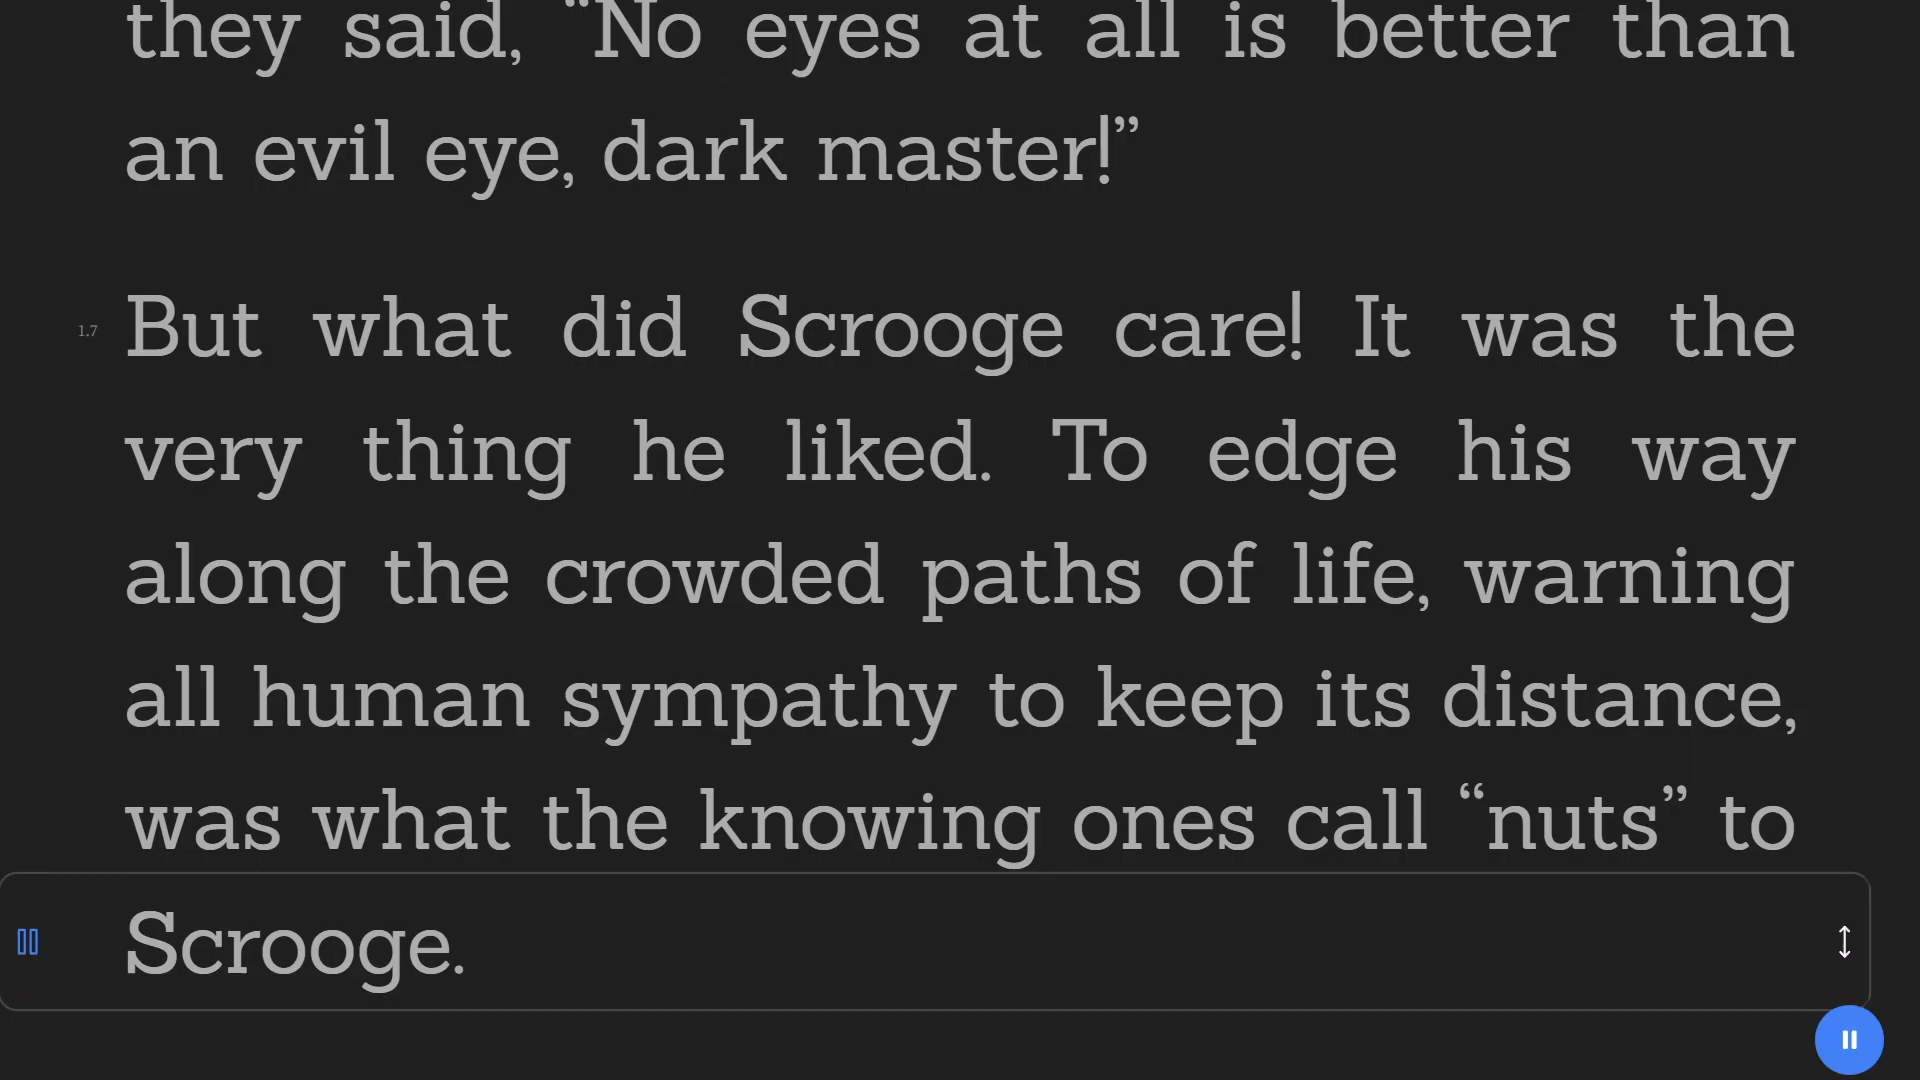 they said, “No eyes at all is better than
an evil eye, dark master!”
1.7 But what did Scrooge care! It was the
very thing he liked. To edge his way
along the crowded paths of life, warning
all human sympathy to keep its distance,
was what the knowing ones call “nuts” to
Scrooge.